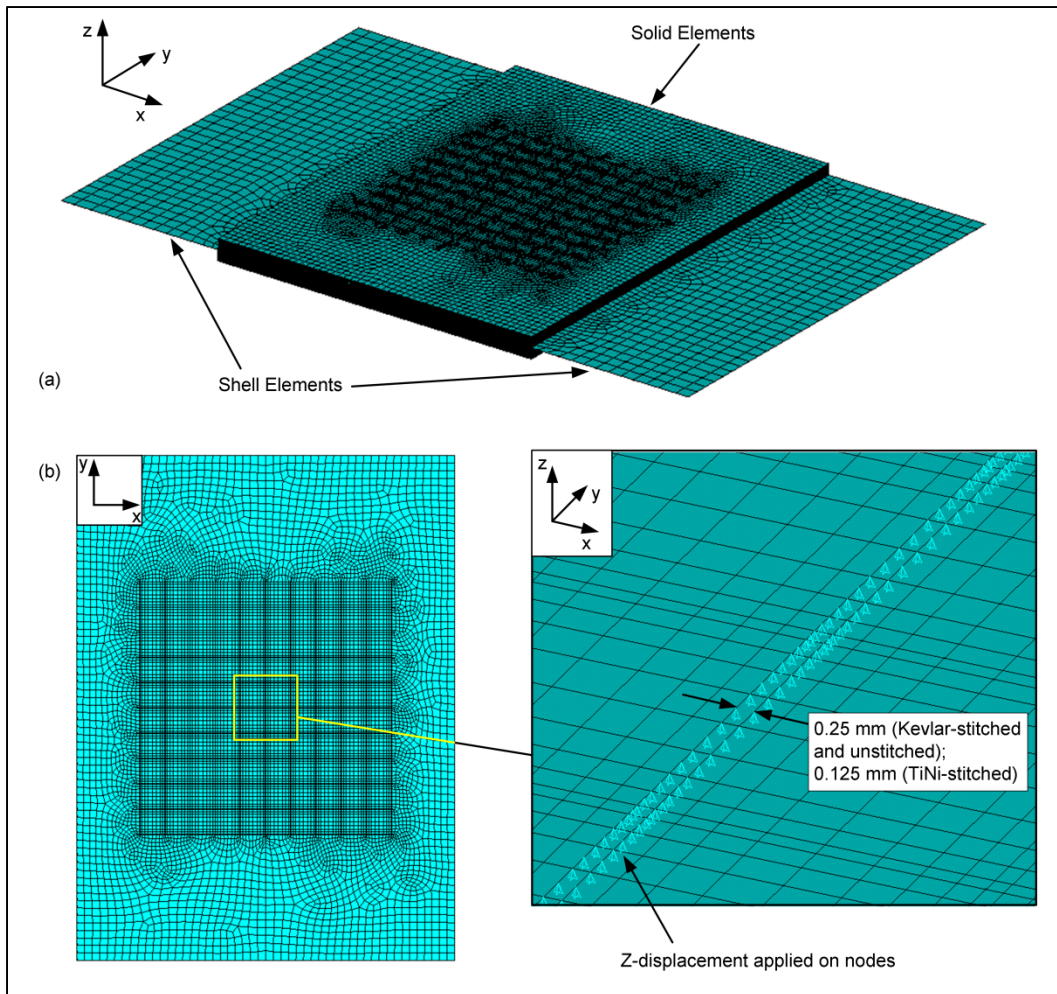 z
y
x
Solid Elements
(a)
Shell Elements
(b)
y
x
z
y
x
0.25 mm (Kevlar-stitched
and unstitched);
0.125 mm (TiNi-stitched)
Z-displacement applied on nodes